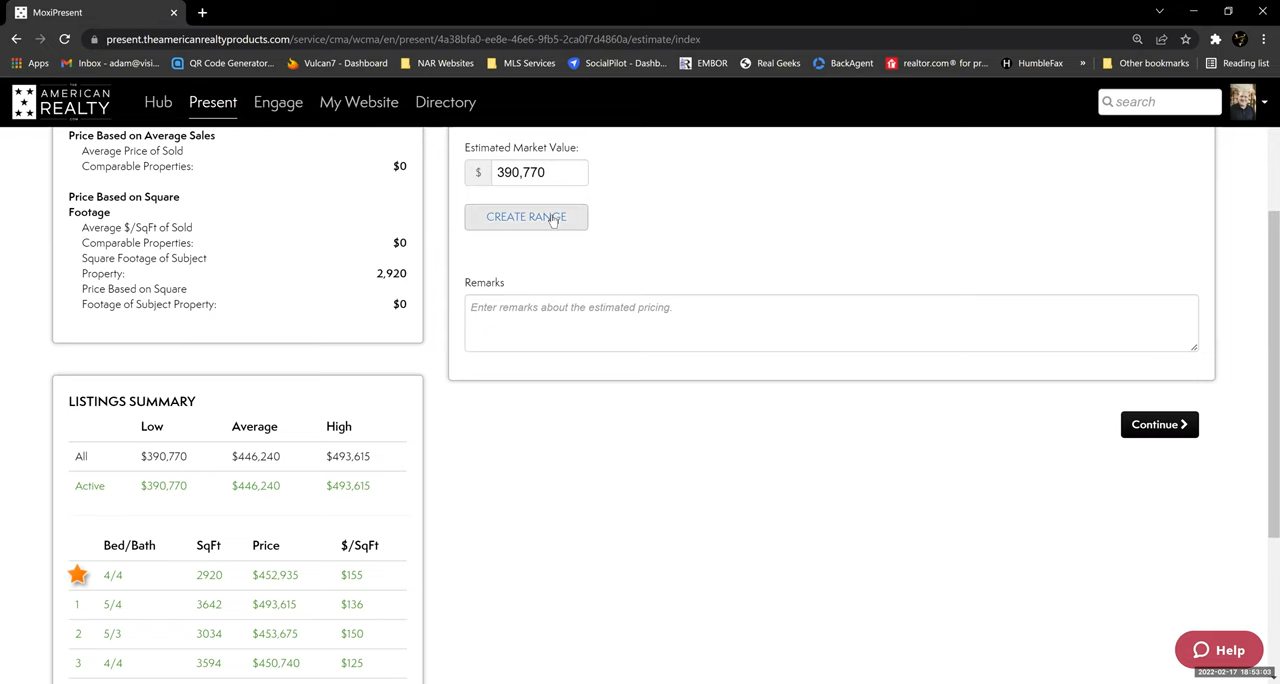 MoxiPresent
present.theamericanrealtyproducts.com/service/cma/wcma/en/present/4a38bfa0-ee8e-46e6-9fb5-2ca0f7d4860a/estimate/index
Apps
Inbox - adam@visi...
QR Code Generator...
Vulcan7 - Dashboard
NAR Websites
MLS Services
SocialPilot - Dashb...
EMBOR
Real Geeks
BackAgent
realtor.com® for pr...
HumbleFax
»
Other bookmarks
Reading list
THE
AMERICAN
REALTY
.COM
Hub
Present
Engage
My Website
Directory
search
Price Based on Average Sales
Average Price of Sold
Comparable Properties: $0
Price Based on Square
Footage
Average $/SqFt of Sold
Comparable Properties: $0
Square Footage of Subject
Property: 2,920
Price Based on Square
Footage of Subject Property: $0
Estimated Market Value:
$ 390,770
CREATE RANGE
Remarks
Enter remarks about the estimated pricing.
Continue
LISTINGS SUMMARY
Low Average High
All $390,770 $446,240 $493,615
Active $390,770 $446,240 $493,615
Bed/Bath SqFt Price $/SqFt
4/4 2920 $452,935 $155
1 5/4 3642 $493,615 $136
2 5/3 3034 $453,675 $150
3 4/4 3594 $450,740 $125
Help
2022-02-17 18:53:03